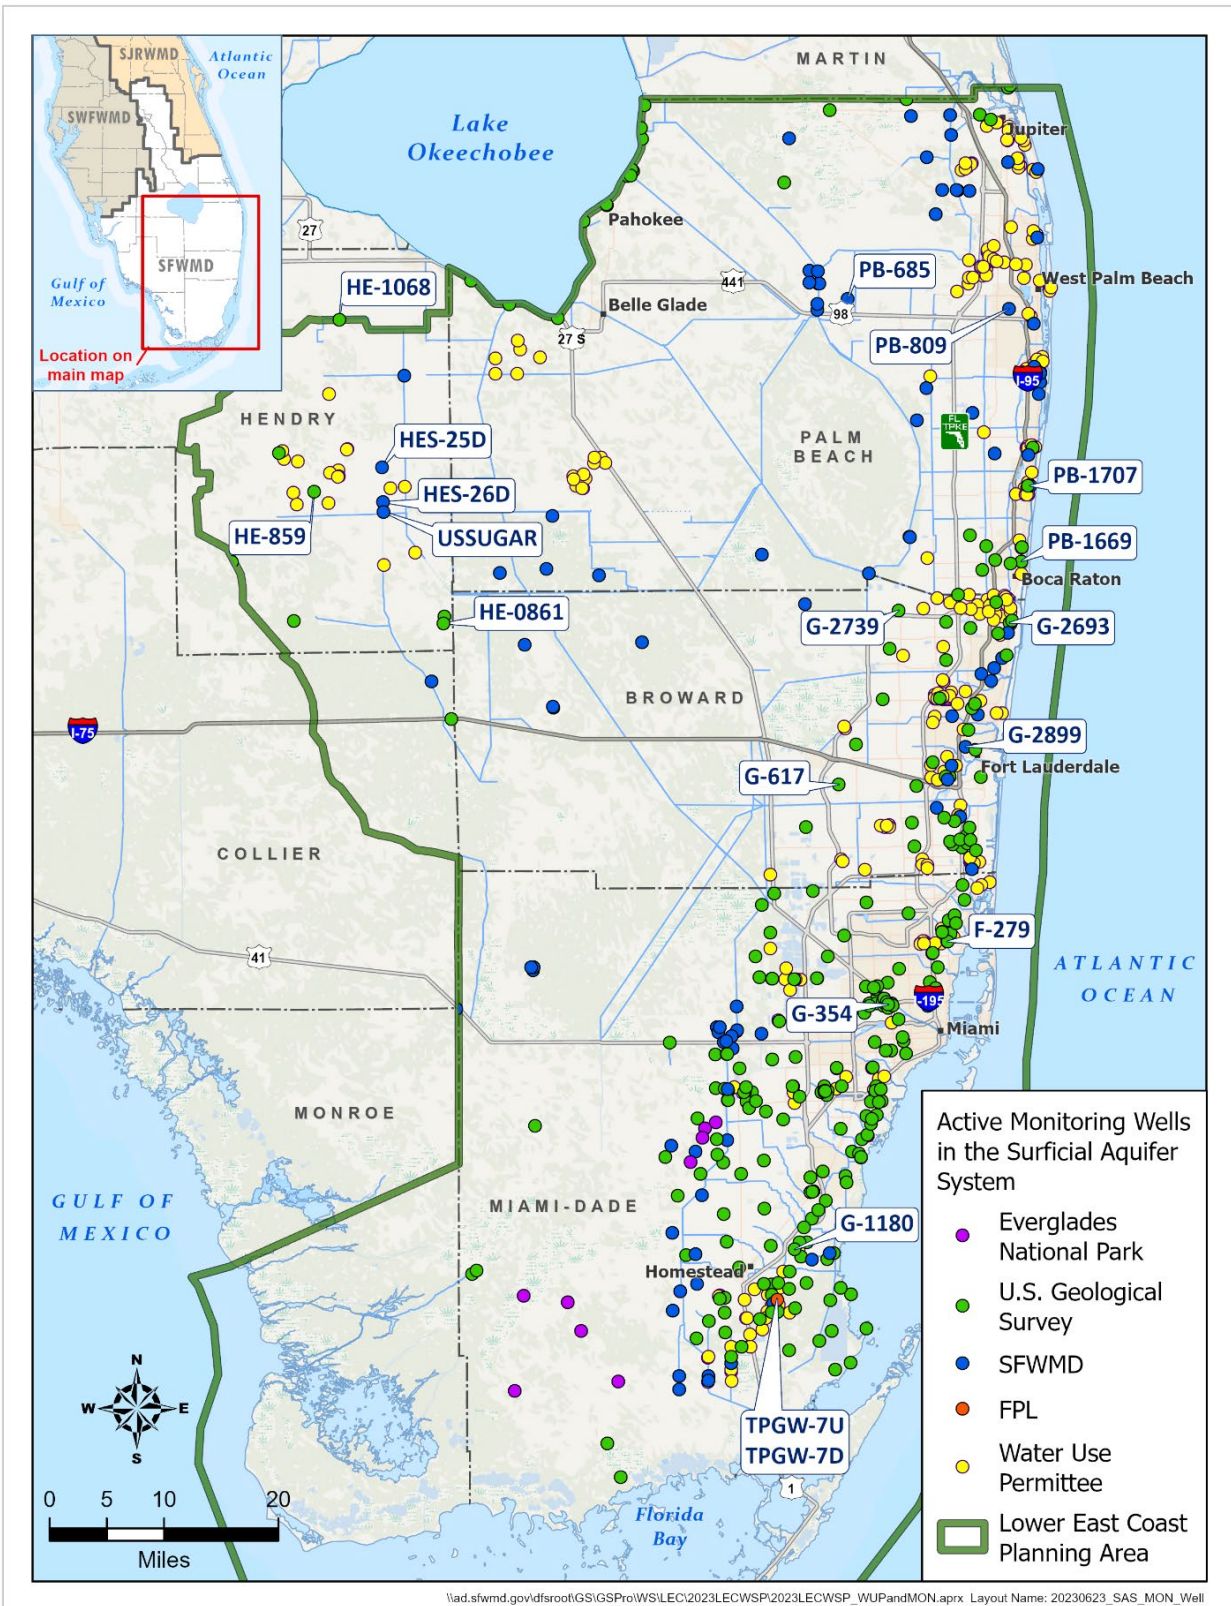 MARTIN
SJRWMD
Atlantic
Ocean
SWFWMD
SFWMD
Gulf of
Mexico
Location on
main map
Lake
Okeechobee
Jupiter
Pahokee
27
HE-1068
441
PB-685
West Palm Beach
Belle Glade
98
27 S
PB-809
I-95
HENDRY
FL
TPKE
HES-25D
PALM
BEACH
PB-1707
HES-26D
HE-859
USSUGAR
PB-1669
Boca Raton
HE-0861
G-2739
G-2693
BROWARD
I-75
G-2899
Fort Lauderdale
G-617
COLLIER
F-279
41
ATLANTIC
OCEAN
I-195
G-354
Miami
MONROE
GULF OF
MEXICO
MIAMI-DADE
G-1180
Homestead
TPGW-7U
TPGW-7D
1
Florida
Bay
N
W
E
S
0 5 10 20
Miles
Active Monitoring Wells
in the Surficial Aquifer
System
Everglades
National Park
U.S. Geological
Survey
SFWMD
FPL
Water Use
Permittee
Lower East Coast
Planning Area
\\ad.sfwmd.gov\dfsroot\GS\GSPro\WS\LEC\2023LECWSP\2023LECWSP_WUPandMON.aprx Layout Name: 20230623_SAS_MON_Well